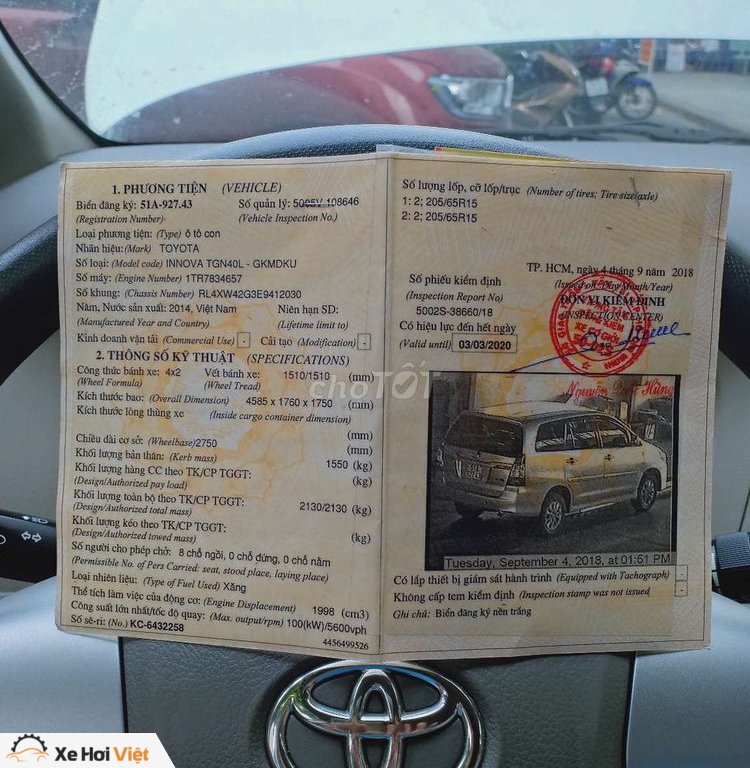 1. PHƯƠNG TIỆN (VEHICLE)
Biển đăng ký: 51A-927.43 Số quản lý: 5005V-108646
(Registration Number) (Vehicle Inspection No.)
Loại phương tiện: (Type) ô tô con
Nhãn hiệu: (Mark) TOYOTA
Số loại: (Model code) INNOVA TGN40L - GKMDKU
Số máy: (Engine Number) 1TR7834657
Số khung: (Chassis Number) RL4XW42G3E9412030
Năm, Nước sản xuất: 2014, Việt Nam Niên hạn SD:
(Manufactured Year and Country) (Lifetime limit to)
Kinh doanh vận tải (Commercial Use) - Cải tạo (Modification) -
2. THÔNG SỐ KỸ THUẬT (SPECIFICATIONS)
Công thức bánh xe: 4x2 Vết bánh xe: 1510/1510 (mm)
(Wheel Formula) (Wheel Tread)
Kích thước bao: (Overall Dimension) 4585 x 1760 x 1750 (mm)
Kích thước lòng thùng xe (Inside cargo container dimension)
(mm)
Chiều dài cơ sở: (Wheelbase) 2750 (mm)
Khối lượng bản thân: (Kerb mass) 1550 (kg)
Khối lượng hàng CC theo TK/CP TGGT: (kg)
(Design/Authorized pay load)
Khối lượng toàn bộ theo TK/CP TGGT: 2130/2130 (kg)
(Design/Authorized total mass)
Khối lượng kéo theo TK/CP TGGT: (kg)
(Design/Authorized towed mass)
Số người cho phép chở: 8 chỗ ngồi, 0 chỗ đứng, 0 chỗ nằm
(Permissible No. of Pers Carried: seat, stood place, laying place)
Loại nhiên liệu: (Type of Fuel Used) Xăng
Thể tích làm việc của động cơ: (Engine Displacement) 1998 (cm3)
Công suất lớn nhất/tốc độ quay: (Max. output/rpm) 100(kW)/5600vph
Số sê-ri: (No.) KC-6432258
4456499526
Số lượng lốp, cỡ lốp/trục (Number of tires; Tire size/axle)
1: 2; 205/65R15
2: 2; 205/65R15
TP. HCM, ngày 4 tháng 9 năm 2018
(Issued on: Day/Month/Year)
Số phiếu kiểm định
(Inspection Report No)
5002S-38660/18
ĐƠN VỊ KIỂM ĐỊNH
(INSPECTION CENTER)
Có hiệu lực đến hết ngày
(Valid until) 03/03/2020
Tuesday, September 4, 2018, at 01:51 PM
Có lắp thiết bị giám sát hành trình (Equipped with Tachograph) -
Không cấp tem kiểm định (Inspection stamp was not issued) -
Ghi chú: Biển đăng ký nền trắng
choTỐT
Xe Hơi Việt